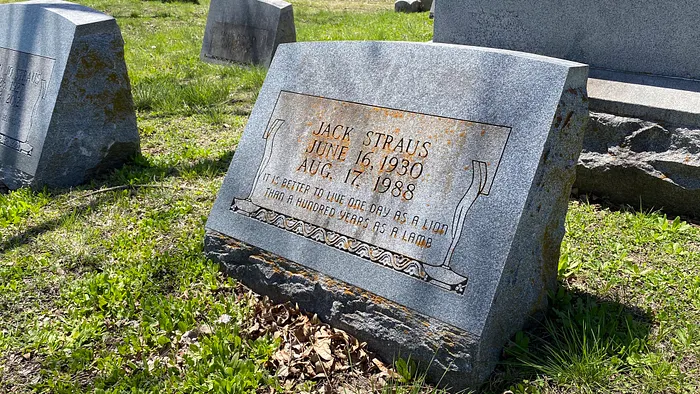 JACK STRAUS
JUNE 16, 1930
AUG. 17, 1988
IT IS BETTER TO LIVE ONE DAY AS A LION
THAN A HUNDRED YEARS AS A LAMB
STRAUS